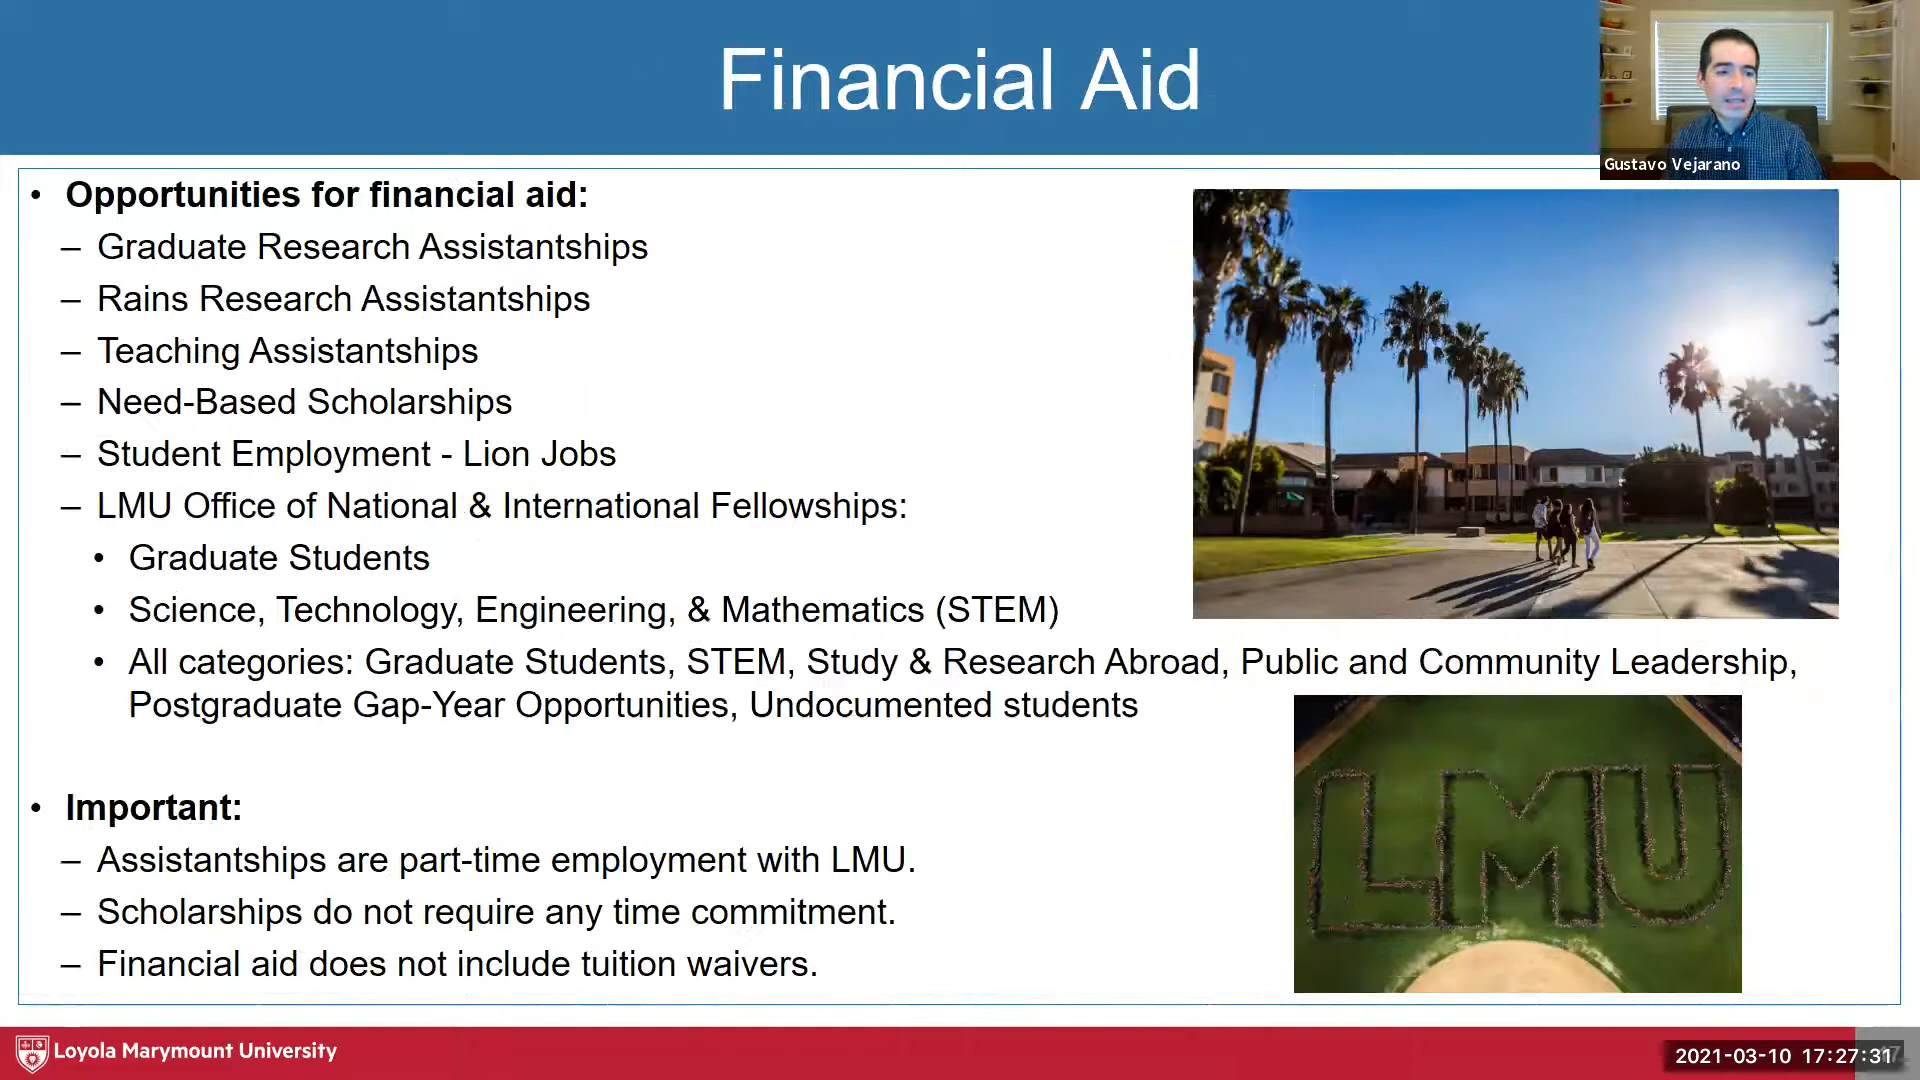 Financial Aid
Gustavo Vejarano
• Opportunities for financial aid:
– Graduate Research Assistantships
– Rains Research Assistantships
– Teaching Assistantships
– Need-Based Scholarships
– Student Employment - Lion Jobs
– LMU Office of National & International Fellowships:
• Graduate Students
• Science, Technology, Engineering, & Mathematics (STEM)
• All categories: Graduate Students, STEM, Study & Research Abroad, Public and Community Leadership,
Postgraduate Gap-Year Opportunities, Undocumented students
LMU
• Important:
– Assistantships are part-time employment with LMU.
– Scholarships do not require any time commitment.
– Financial aid does not include tuition waivers.
Loyola Marymount University
2021-03-10 17:27:31
17